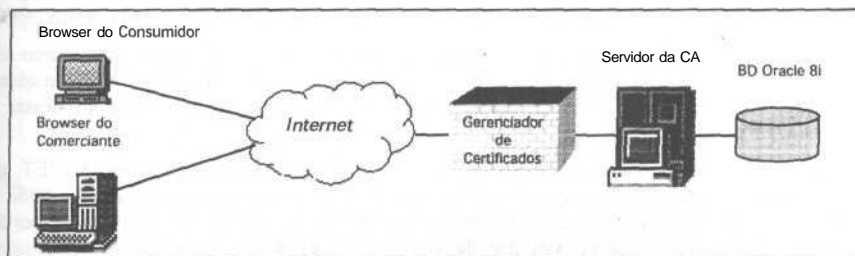 Browser do Consumidor
Browser do
Comerciante
Internet
Gerenciador
de
Certificados
Servidor da CA
BD Oracle 8i